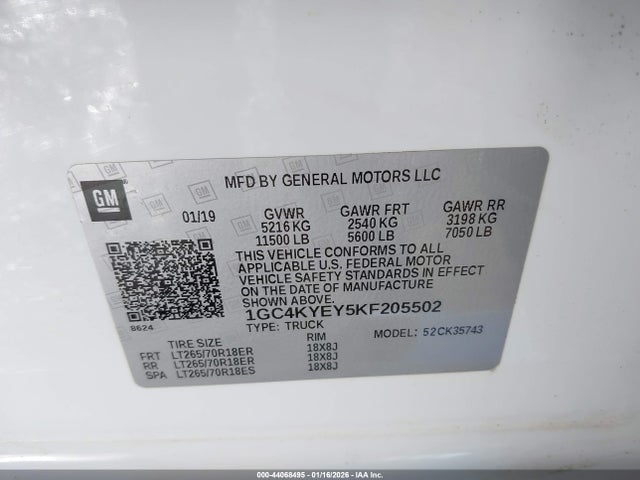 GM
MFD BY GENERAL MOTORS LLC
01/19 GVWR GAWR FRT GAWR RR
5216 KG 2540 KG 3198 KG
11500 LB 5600 LB 7050 LB
THIS VEHICLE CONFORMS TO ALL
APPLICABLE U.S. FEDERAL MOTOR
VEHICLE SAFETY STANDARDS IN EFFECT
ON THE DATE OF MANUFACTURE
SHOWN ABOVE.
8624
1GC4KYEY5KF205502
TYPE: TRUCK MODEL: 52CK35743
TIRE SIZE RIM
FRT LT265/70R18ER 18X8J
RR LT265/70R18ER 18X8J
SPA LT265/70R18ES 18X8J
000-44068495 - 01/16/2026 - IAA Inc.